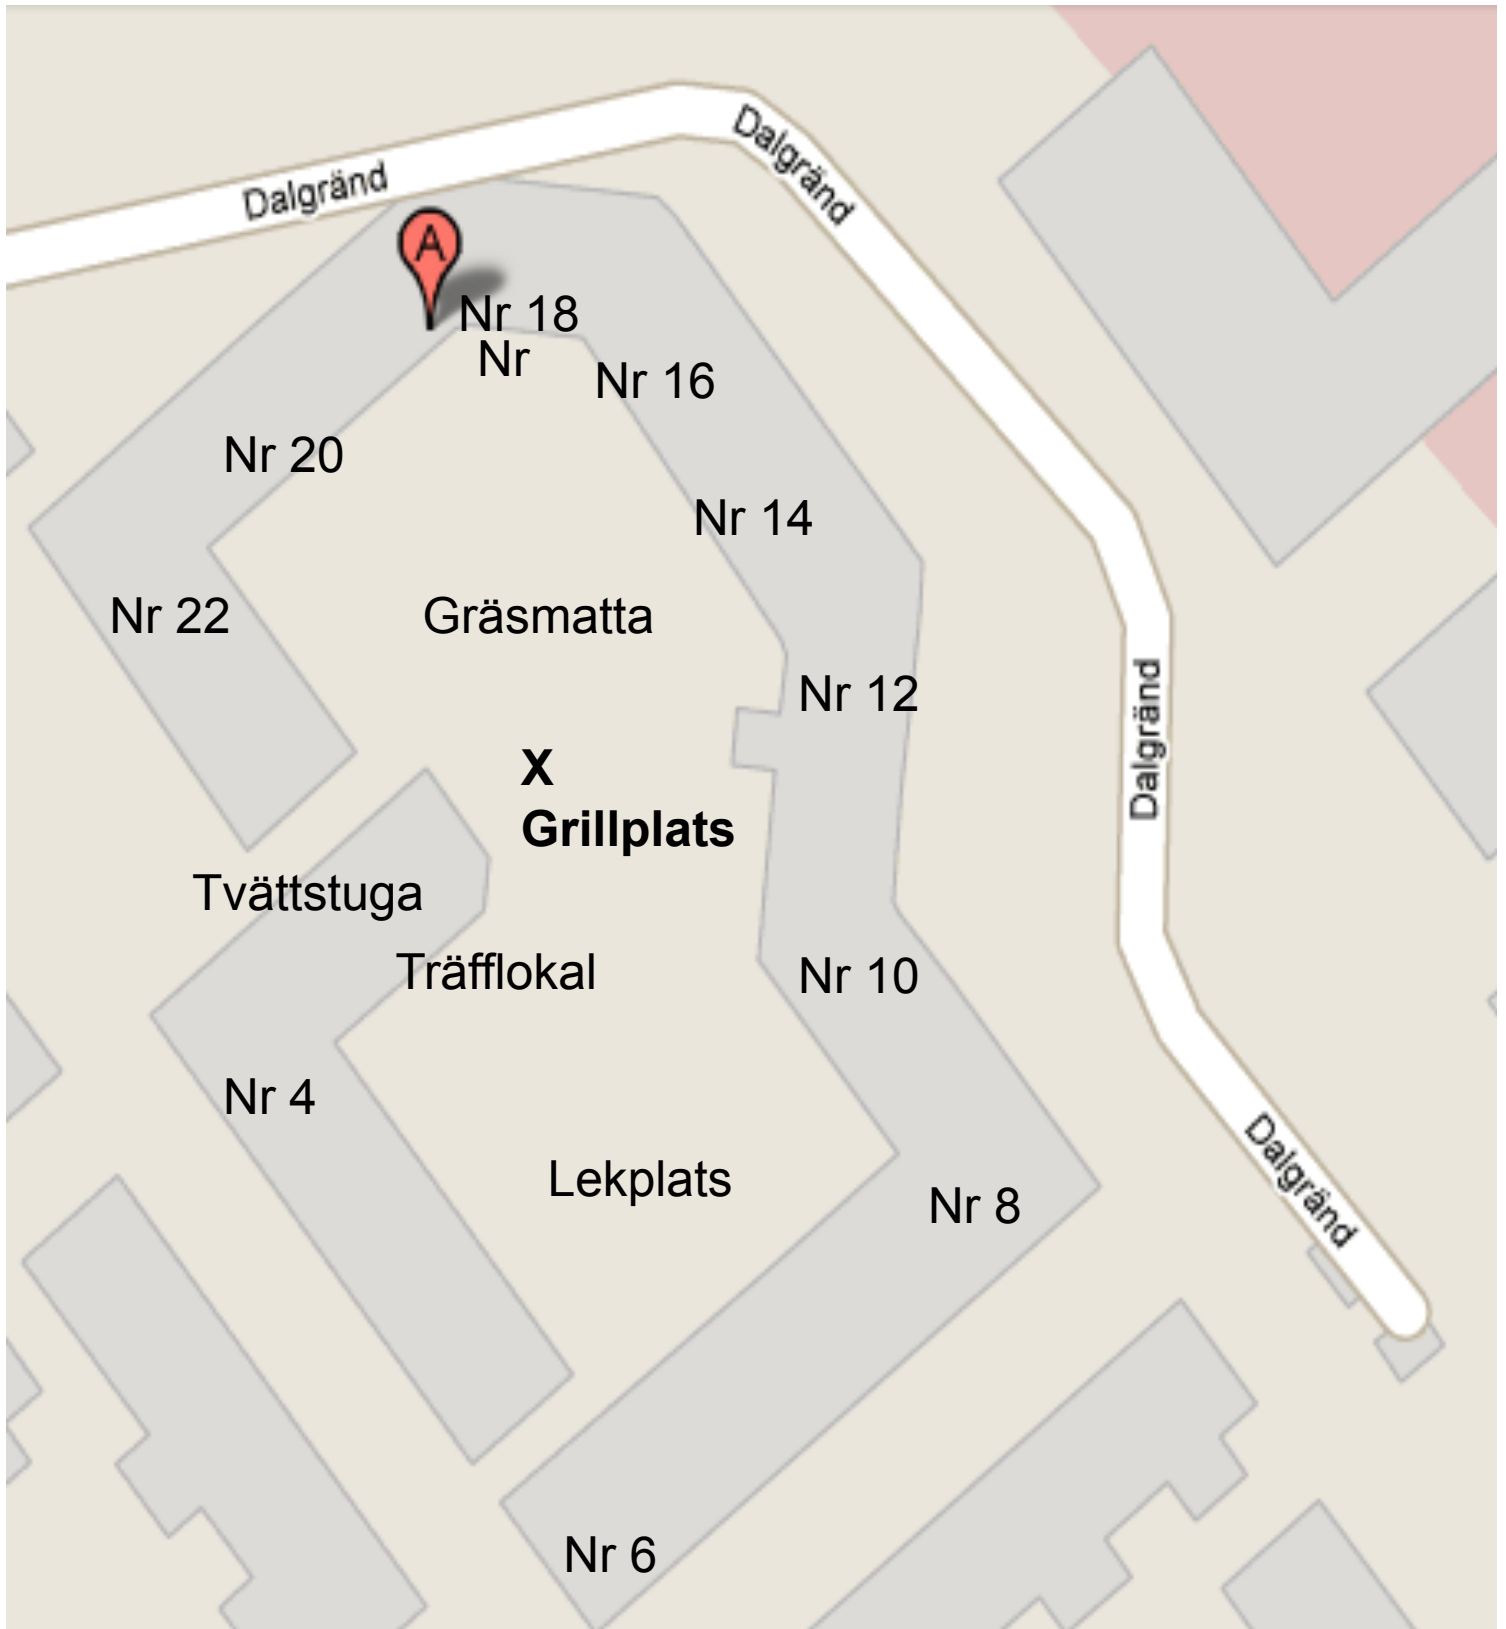 Dalgränd
Dalgränd
A
Nr 18
Nr
Nr 16
Nr 20
Nr 14
Nr 22
Gräsmatta
Nr 12
Dalgränd
X
Grillplats
Tvättstuga
Träfflokal
Nr 10
Nr 4
Lekplats
Nr 8
Dalgränd
Nr 6